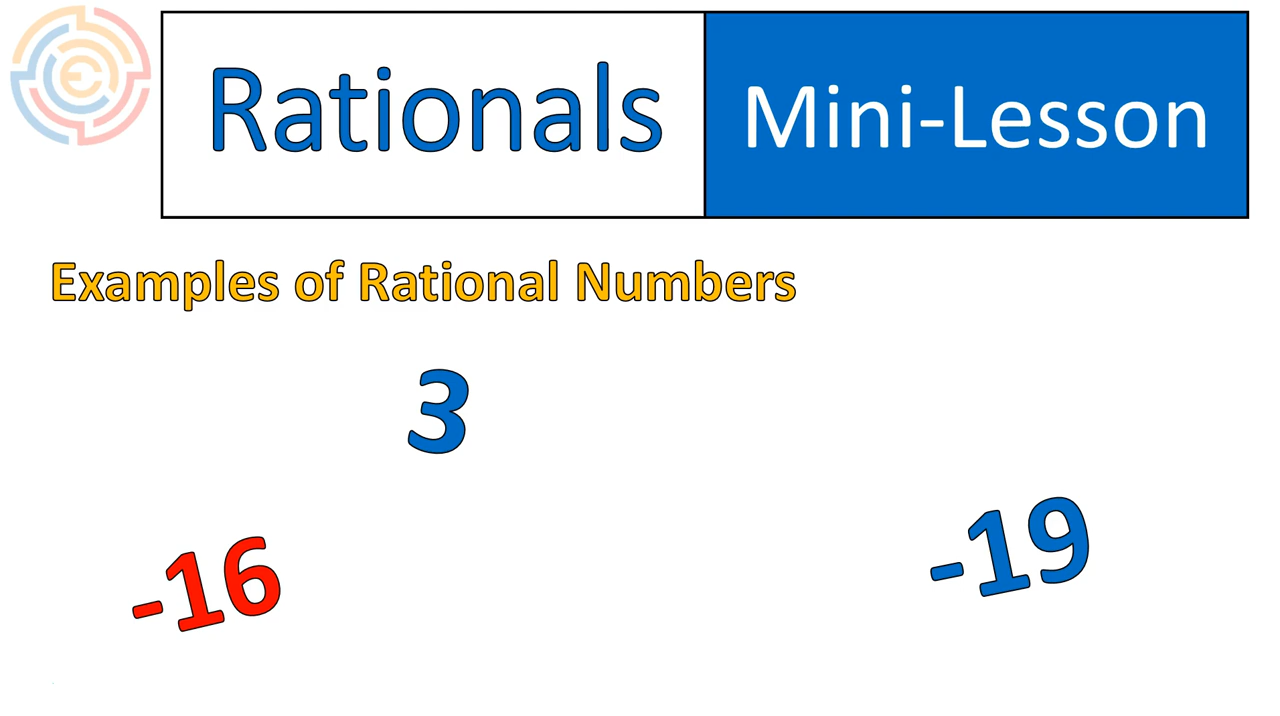 Rationals
Mini-Lesson
Examples of Rational Numbers
3
-16
-19